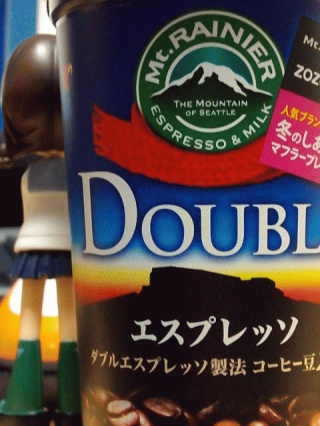 Mt.RAINIER
THE MOUNTAIN
OF SEATTLE
ESPRESSO & MILK
Mt.
ZOZ
人気ブラン
冬のしあ
マフラープレ
DOUBL
エスプレッソ
ダブルエスプレッソ製法 コーヒー豆